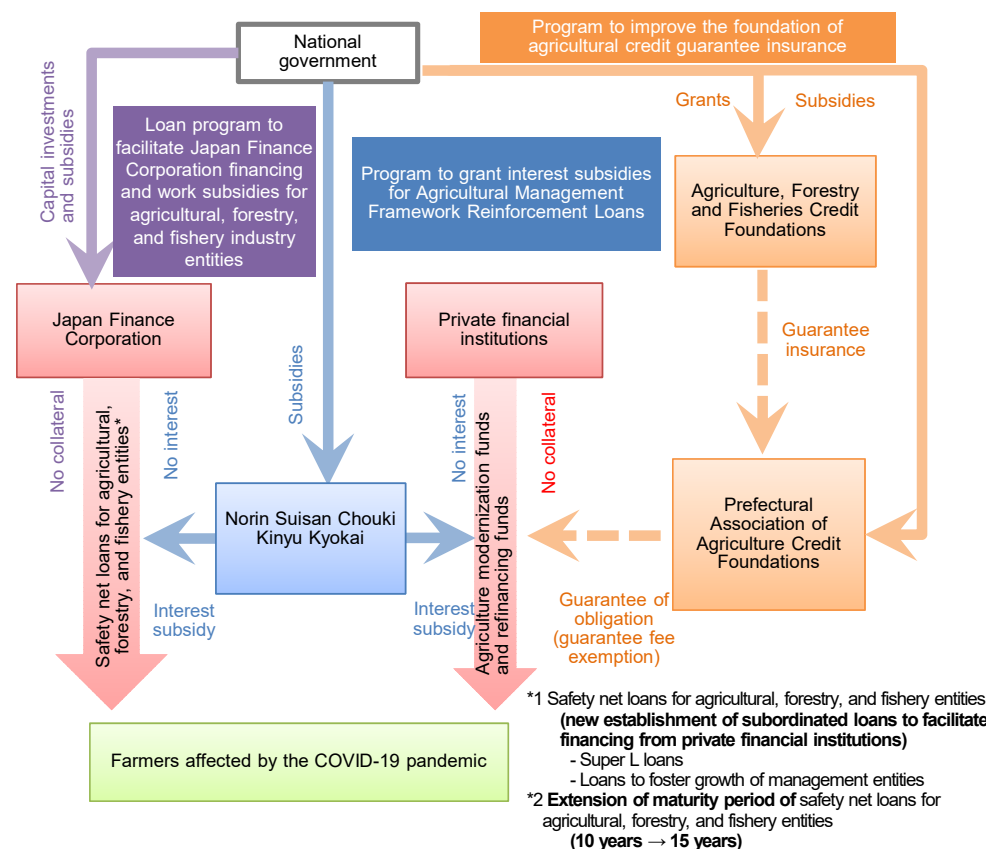 National
government
Program to improve the foundation of
agricultural credit guarantee insurance
Capital investments
and subsidies
Loan program to
facilitate Japan Finance
Corporation financing
and work subsidies for
agricultural, forestry,
and fishery industry
entities
Program to grant interest subsidies
for Agricultural Management
Framework Reinforcement Loans
Grants
Subsidies
Agriculture, Forestry
and Fisheries Credit
Foundations
Japan Finance
Corporation
Subsidies
Private financial
institutions
Guarantee
insurance
No collateral
Safety net loans for agricultural,
forestry, and fishery entities*
No interest
No interest
Agriculture modernization funds
and refinancing funds
No collateral
Norin Suisan Chouki
Kinyu Kyokai
Prefectural
Association of
Agriculture Credit
Foundations
Interest
subsidy
Interest
subsidy
Guarantee of
obligation
(guarantee fee
exemption)
Farmers affected by the COVID-19 pandemic
*1 Safety net loans for agricultural, forestry, and fishery entities
(new establishment of subordinated loans to facilitate
financing from private financial institutions)
- Super L loans
- Loans to foster growth of management entities
*2 Extension of maturity period of safety net loans for
agricultural, forestry, and fishery entities
(10 years → 15 years)